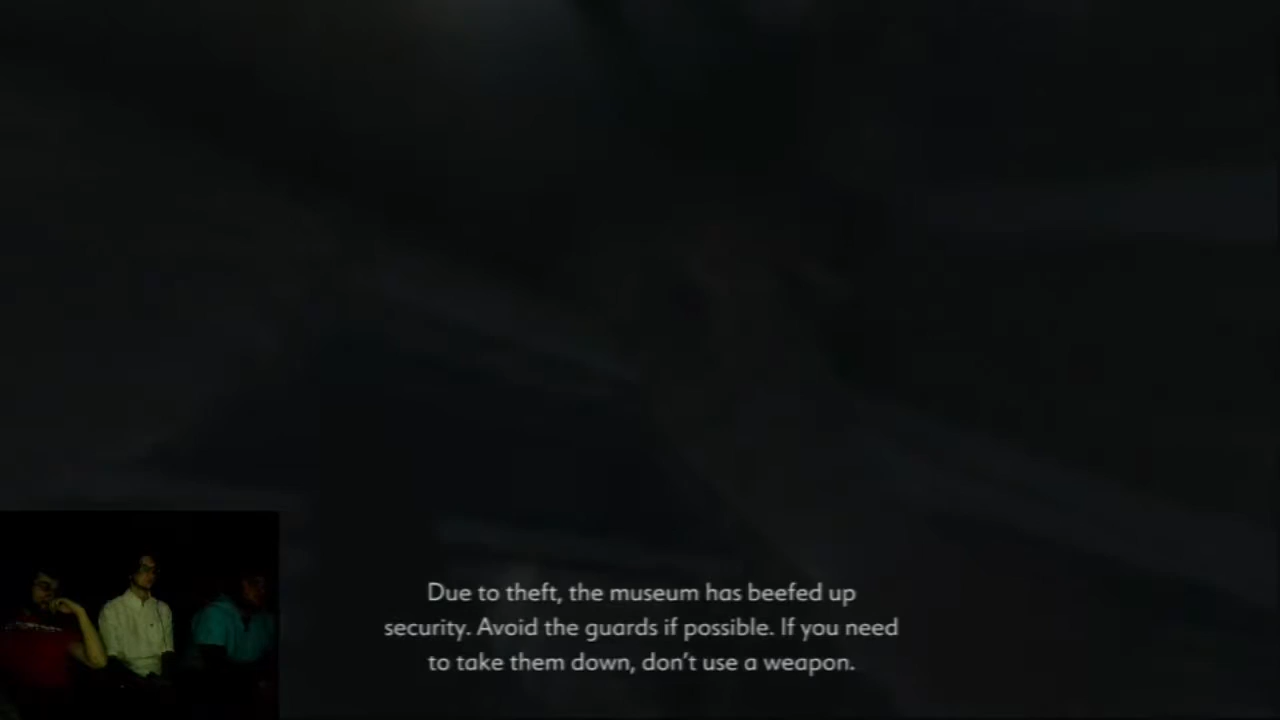 Due to theft, the museum has beefed up
security. Avoid the guards if possible. If you need
to take them down, don't use a weapon.